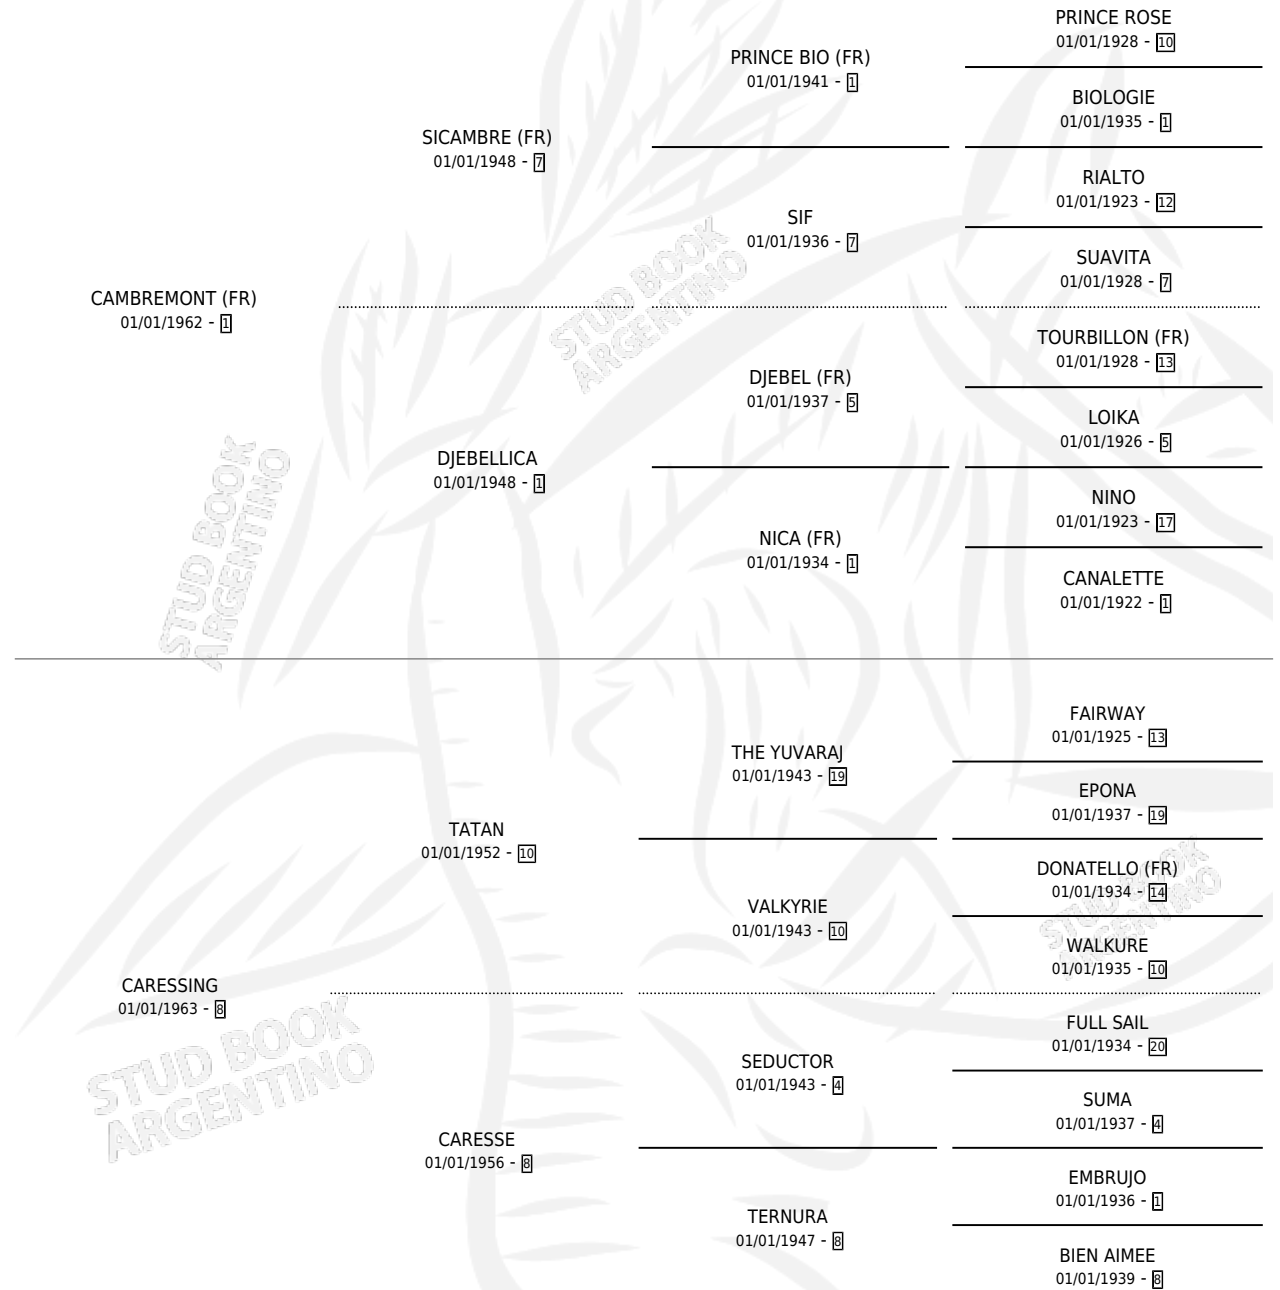 PRINCE ROSE
01/01/1928 - 10
PRINCE BIO (FR)
01/01/1941 - 1
BIOLOGIE
01/01/1935 - 1
SICAMBRE (FR)
01/01/1948 - 7
RIALTO
01/01/1923 - 12
SIF
01/01/1936 - 7
SUAVITA
01/01/1928 - 7
STUD BOOK
ARGENTINO
CAMBREMONT (FR)
01/01/1962 - 1
TOURBILLON (FR)
01/01/1928 - 13
DJEBEL (FR)
01/01/1937 - 5
LOIKA
01/01/1926 - 5
DJEBELLICA
01/01/1948 - 1
NINO
01/01/1923 - 17
NICA (FR)
01/01/1934 - 1
CANALETTE
01/01/1922 - 1
STUD BOOK
ARGENTINO
FAIRWAY
01/01/1925 - 13
THE YUVARAJ
01/01/1943 - 19
EPONA
01/01/1937 - 19
TATAN
01/01/1952 - 10
DONATELLO (FR)
01/01/1934 - 14
VALKYRIE
01/01/1943 - 10
WALKURE
01/01/1935 - 10
STUD BOOK
ARGENTINO
CARESSING
01/01/1963 - 8
FULL SAIL
01/01/1934 - 20
SEDUCTOR
01/01/1943 - 4
SUMA
01/01/1937 - 4
STUD BOOK
ARGENTINO
CARESSE
01/01/1956 - 8
EMBRUJO
01/01/1936 - 1
TERNURA
01/01/1947 - 8
BIEN AIMEE
01/01/1939 - 8